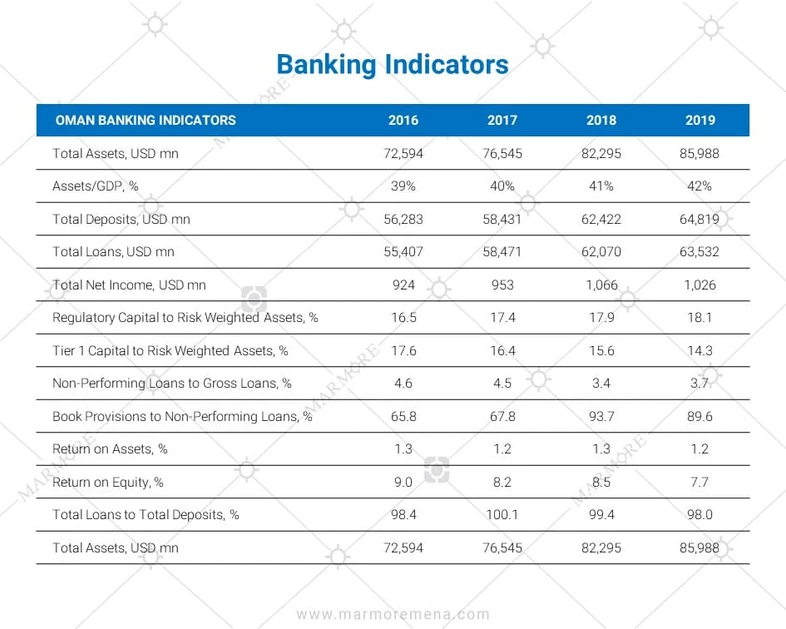 Banking Indicators
OMAN BANKING INDICATORS 2016 2017 2018 2019
Total Assets, USD mn 72,594 76,545 82,295 85,988
Assets/GDP, % 39% 40% 41% 42%
Total Deposits, USD mn 56,283 58,431 62,422 64,819
Total Loans, USD mn 55,407 58,471 62,070 63,532
Total Net Income, USD mn 924 953 1,066 1,026
Regulatory Capital to Risk Weighted Assets, % 16.5 17.4 17.9 18.1
Tier 1 Capital to Risk Weighted Assets, % 17.6 16.4 15.6 14.3
Non-Performing Loans to Gross Loans, % 4.6 4.5 3.4 3.7
Book Provisions to Non-Performing Loans, % 65.8 67.8 93.7 89.6
Return on Assets, % 1.3 1.2 1.3 1.2
Return on Equity, % 9.0 8.2 8.5 7.7
Total Loans to Total Deposits, % 98.4 100.1 99.4 98.0
Total Assets, USD mn 72,594 76,545 82,295 85,988
MARMORE
MARMORE
MARMORE
MARMORE
www.marmoremena.com